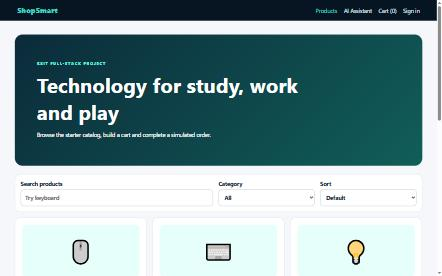 ShopSmart
Products AI Assistant Cart (0) Sign in
EXIT FULL-STACK PROJECT
Technology for study, work
and play
Browse the starter catalog, build a cart and complete a simulated order.
Search products Category Sort
Try keyboard All Default